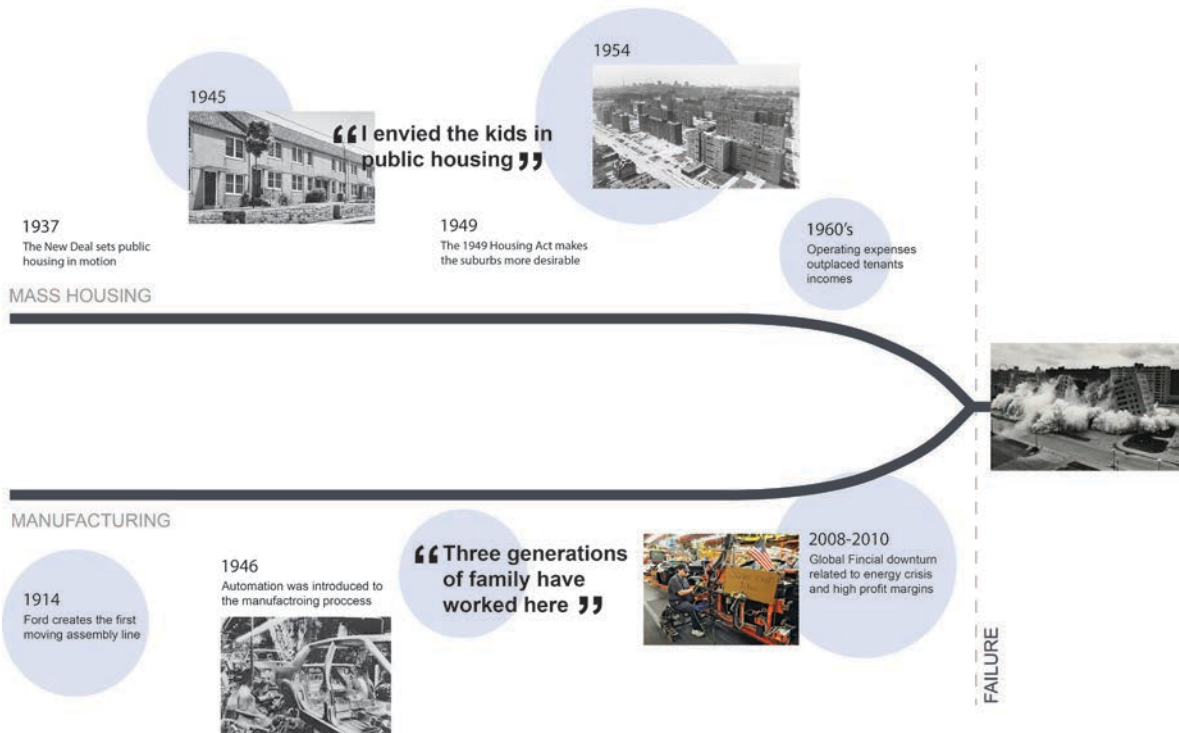 1954
1945
“I envied the kids in
public housing”
1937
The New Deal sets public
housing in motion
1949
The 1949 Housing Act makes
the suburbs more desirable
1960's
Operating expenses
outplaced tenants
incomes
MASS HOUSING
MANUFACTURING
1914
Ford creates the first
moving assembly line
1946
Automation was introduced to
the manufactroing proccess
“Three generations
of family have
worked here”
2008-2010
Global Fincial downturn
related to energy crisis
and high profit margins
FAILURE